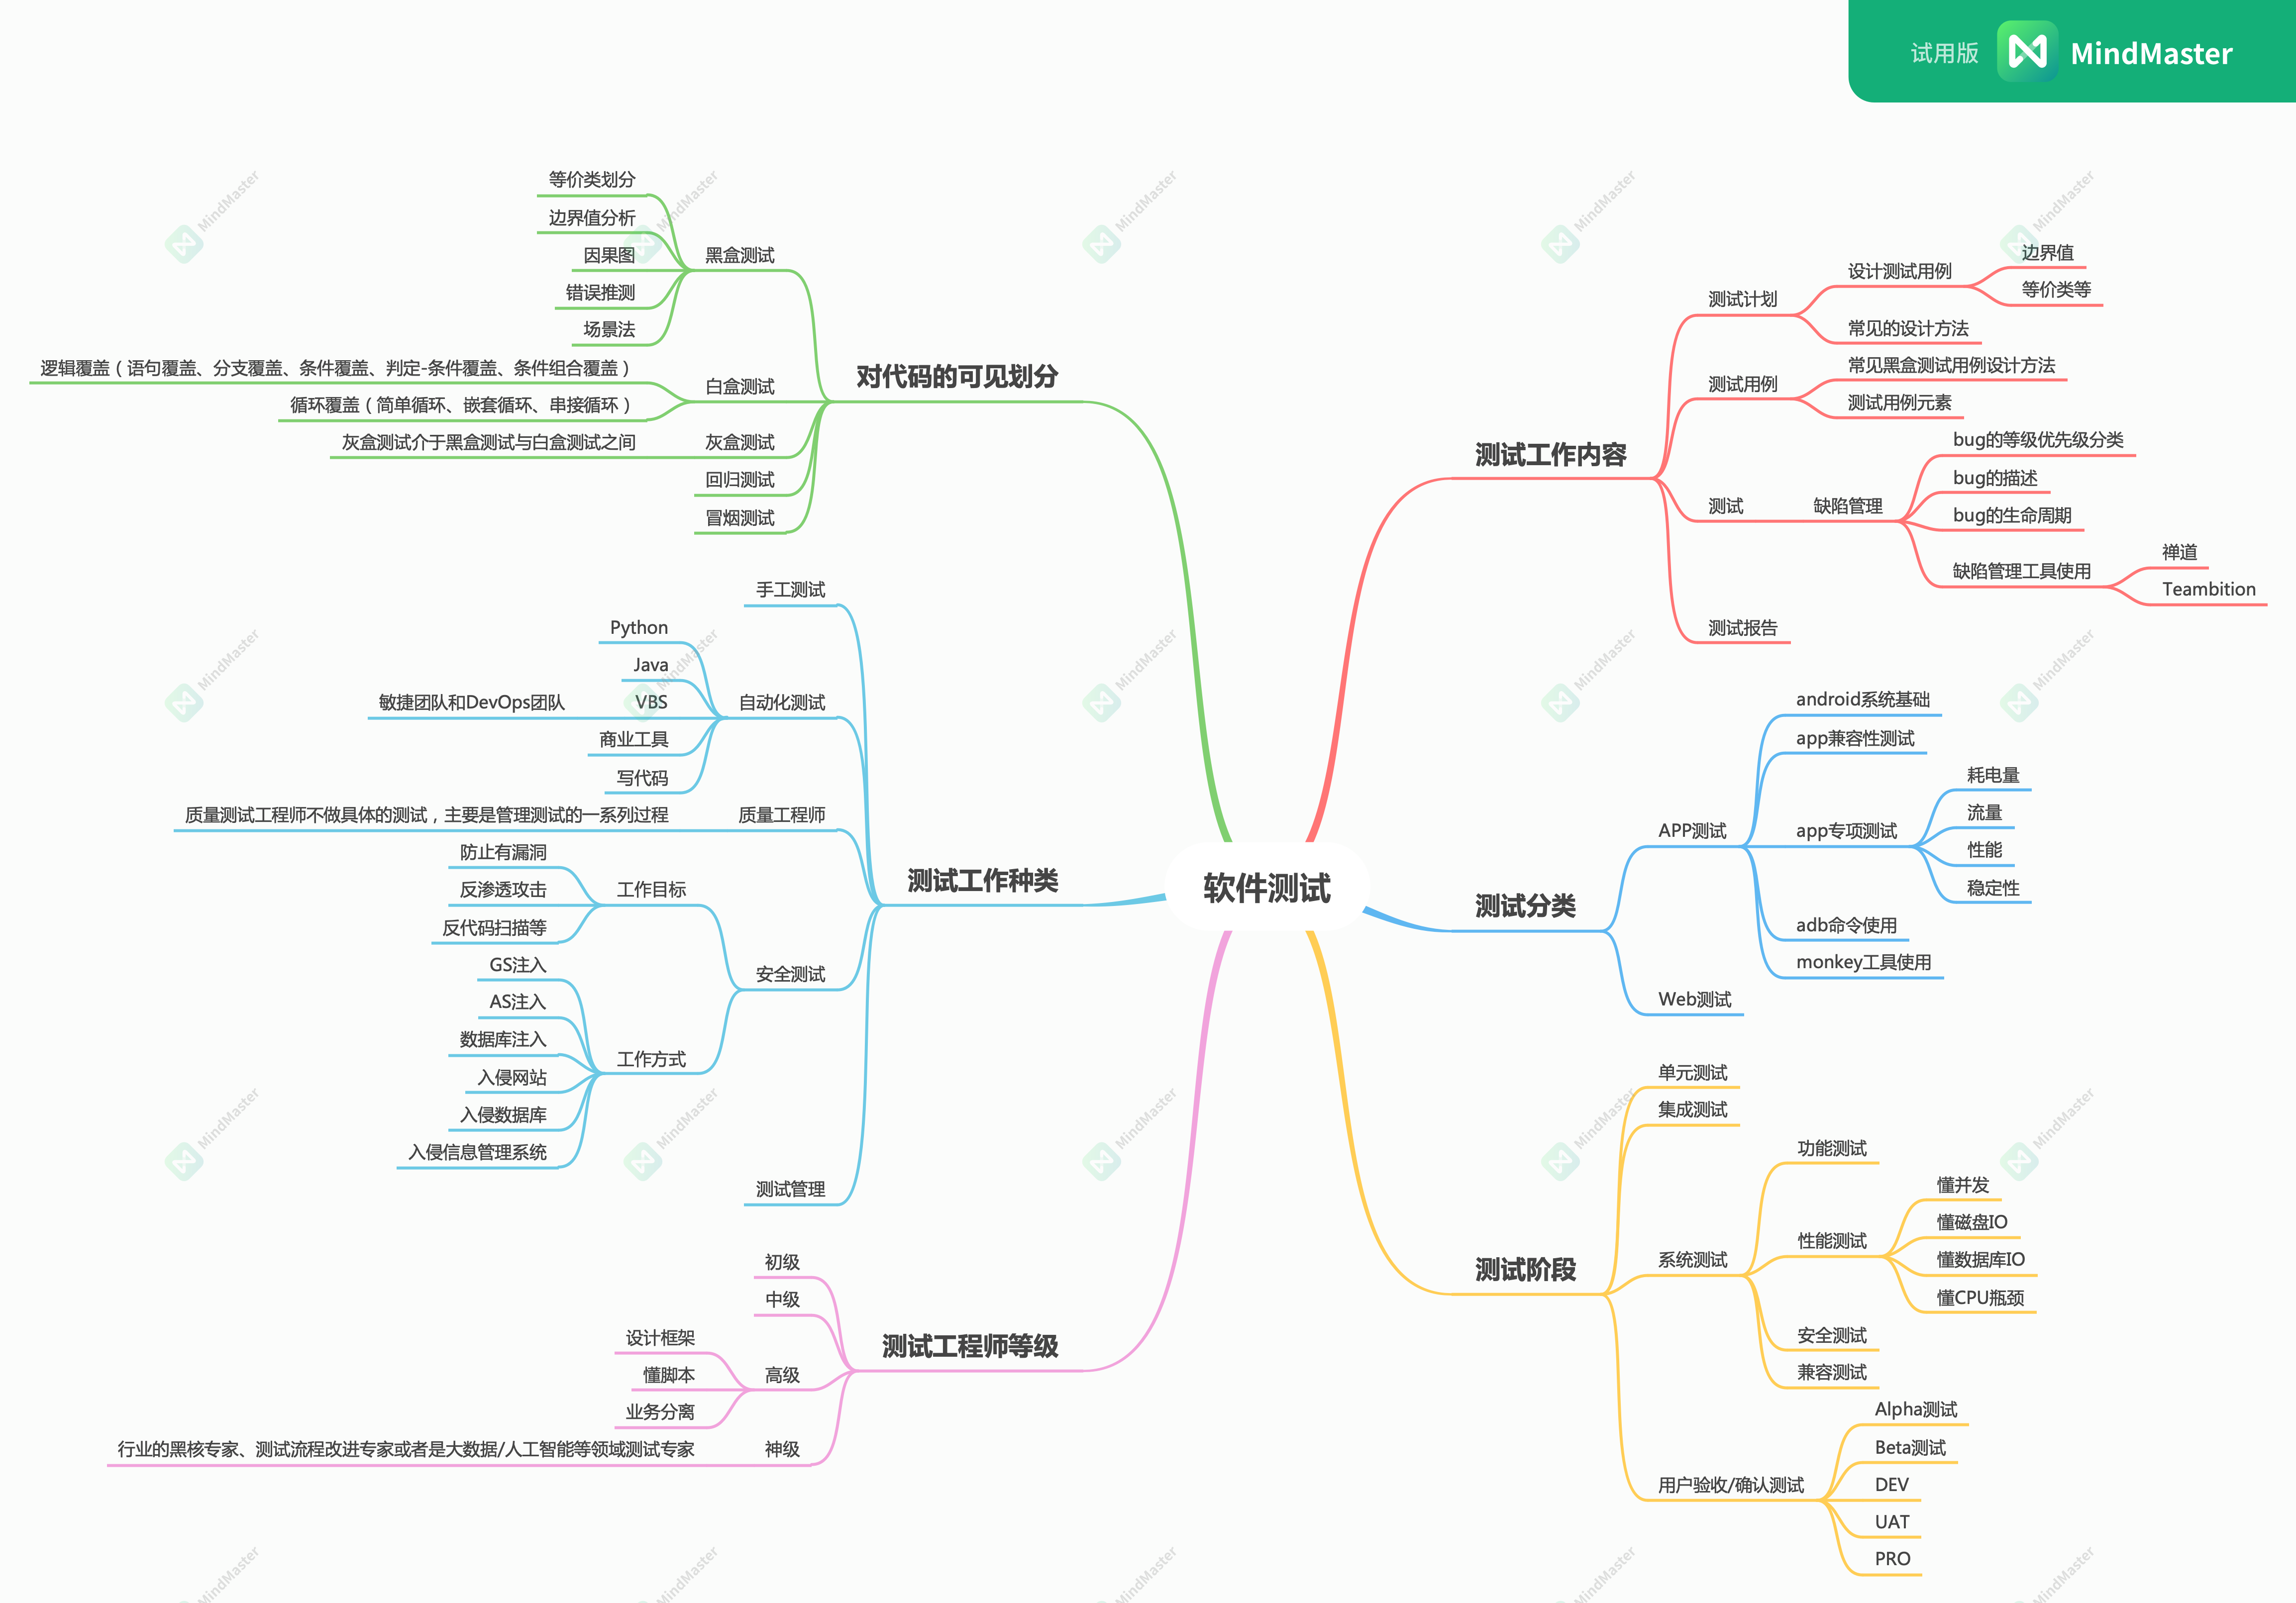 试用版 MindMaster
软件测试
测试工作内容
测试计划
设计测试用例
边界值
等价类等
常见的设计方法
测试用例
常见黑盒测试用例设计方法
测试用例元素
测试
缺陷管理
bug的等级优先级分类
bug的描述
bug的生命周期
缺陷管理工具使用
禅道
Teambition
测试报告
测试分类
APP测试
android系统基础
app兼容性测试
app专项测试
耗电量
流量
性能
稳定性
adb命令使用
monkey工具使用
Web测试
测试阶段
单元测试
集成测试
系统测试
功能测试
性能测试
懂并发
懂磁盘IO
懂数据库IO
懂CPU瓶颈
安全测试
兼容测试
用户验收/确认测试
Alpha测试
Beta测试
DEV
UAT
PRO
对代码的可见划分
黑盒测试
等价类划分
边界值分析
因果图
错误推测
场景法
白盒测试
逻辑覆盖（语句覆盖、分支覆盖、条件覆盖、判定-条件覆盖、条件组合覆盖）
循环覆盖（简单循环、嵌套循环、串接循环）
灰盒测试
灰盒测试介于黑盒测试与白盒测试之间
回归测试
冒烟测试
测试工作种类
手工测试
自动化测试
Python
Java
VBS
敏捷团队和DevOps团队
商业工具
写代码
质量工程师
质量测试工程师不做具体的测试，主要是管理测试的一系列过程
安全测试
工作目标
防止有漏洞
反渗透攻击
反代码扫描等
工作方式
GS注入
AS注入
数据库注入
入侵网站
入侵数据库
入侵信息管理系统
测试管理
测试工程师等级
初级
中级
高级
设计框架
懂脚本
业务分离
神级
行业的黑核专家、测试流程改进专家或者是大数据/人工智能等领域测试专家